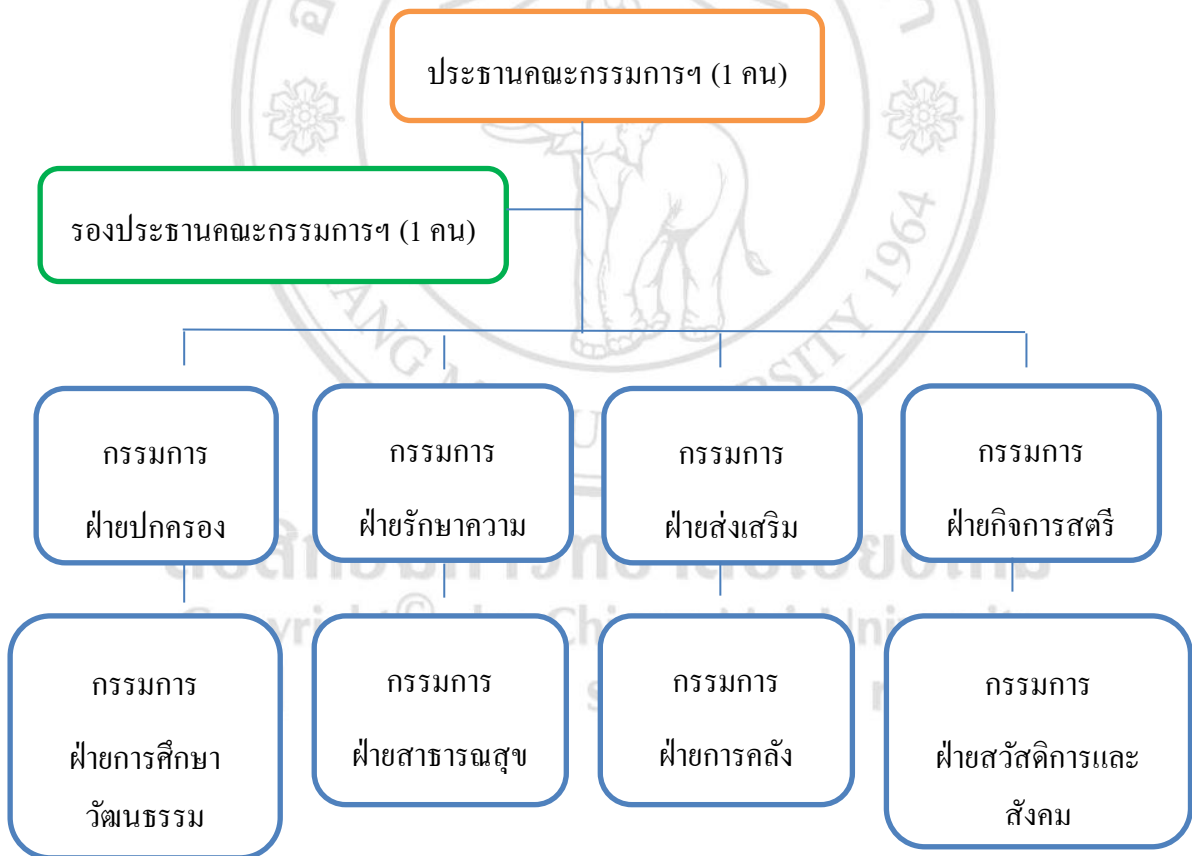 ประธานคณะกรรมการฯ (1 คน)
รองประธานคณะกรรมการฯ (1 คน)
กรรมการ
ฝ่ายปกครอง
กรรมการ
ฝ่ายรักษาความ
กรรมการ
ฝ่ายส่งเสริม
กรรมการ
ฝ่ายกิจการสตรี
กรรมการ
ฝ่ายการศึกษา
วัฒนธรรม
กรรมการ
ฝ่ายสาธารณสุข
กรรมการ
ฝ่ายการคลัง
กรรมการ
ฝ่ายสวัสดิการและ
สังคม
1964